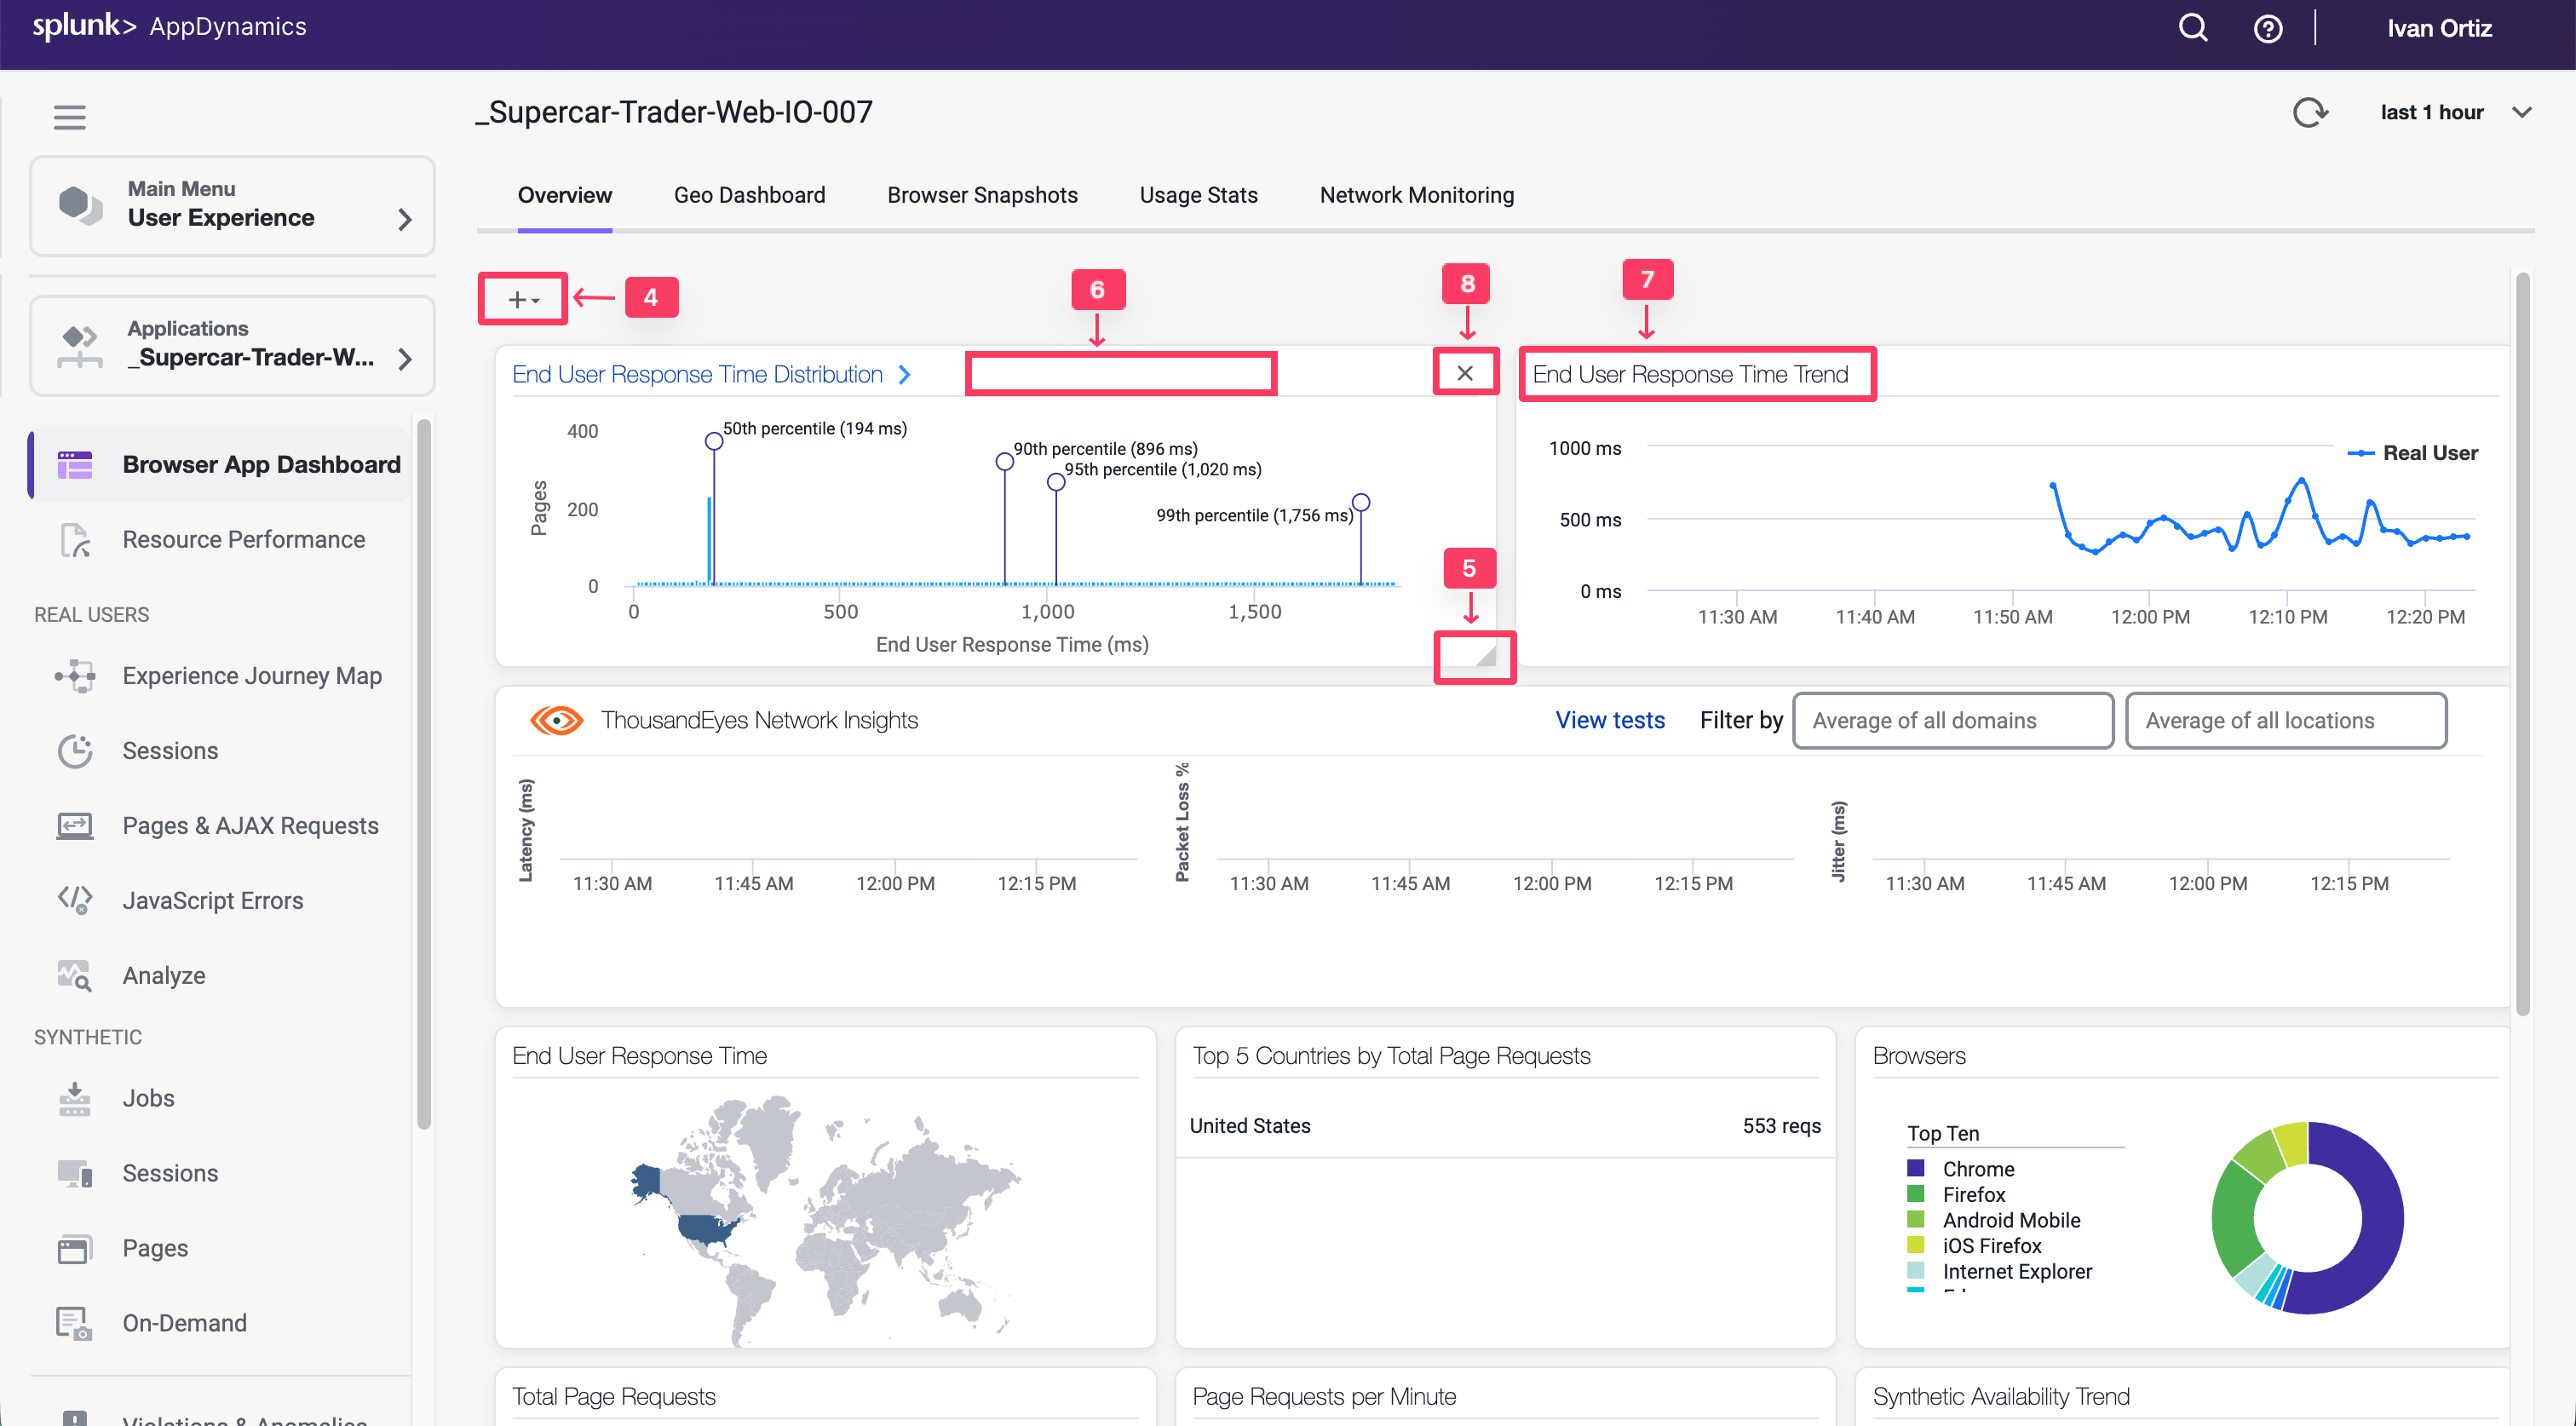 splunk> AppDynamics
Ivan Ortiz
_Supercar-Trader-Web-IO-007
last 1 hour
Main Menu
User Experience
Applications
_Supercar-Trader-W...
Browser App Dashboard
Resource Performance
REAL USERS
Experience Journey Map
Sessions
Pages & AJAX Requests
JavaScript Errors
Analyze
SYNTHETIC
Jobs
Sessions
Pages
On-Demand
Violations & Anomalies
Overview
Geo Dashboard
Browser Snapshots
Usage Stats
Network Monitoring
4
6
8
7
End User Response Time Distribution
400
200
0
Pages
50th percentile (194 ms)
90th percentile (896 ms)
95th percentile (1,020 ms)
99th percentile (1,756 ms)
0
500
1,000
1,500
End User Response Time (ms)
5
End User Response Time Trend
1000 ms
500 ms
0 ms
Real User
11:30 AM
11:40 AM
11:50 AM
12:00 PM
12:10 PM
12:20 PM
ThousandEyes Network Insights
View tests
Filter by
Average of all domains
Average of all locations
Latency (ms)
11:30 AM
11:45 AM
12:00 PM
12:15 PM
Packet Loss %
11:30 AM
11:45 AM
12:00 PM
12:15 PM
Jitter (ms)
11:30 AM
11:45 AM
12:00 PM
12:15 PM
End User Response Time
Top 5 Countries by Total Page Requests
United States
553 reqs
Browsers
Top Ten
Chrome
Firefox
Android Mobile
iOS Firefox
Internet Explorer
Total Page Requests
Page Requests per Minute
Synthetic Availability Trend